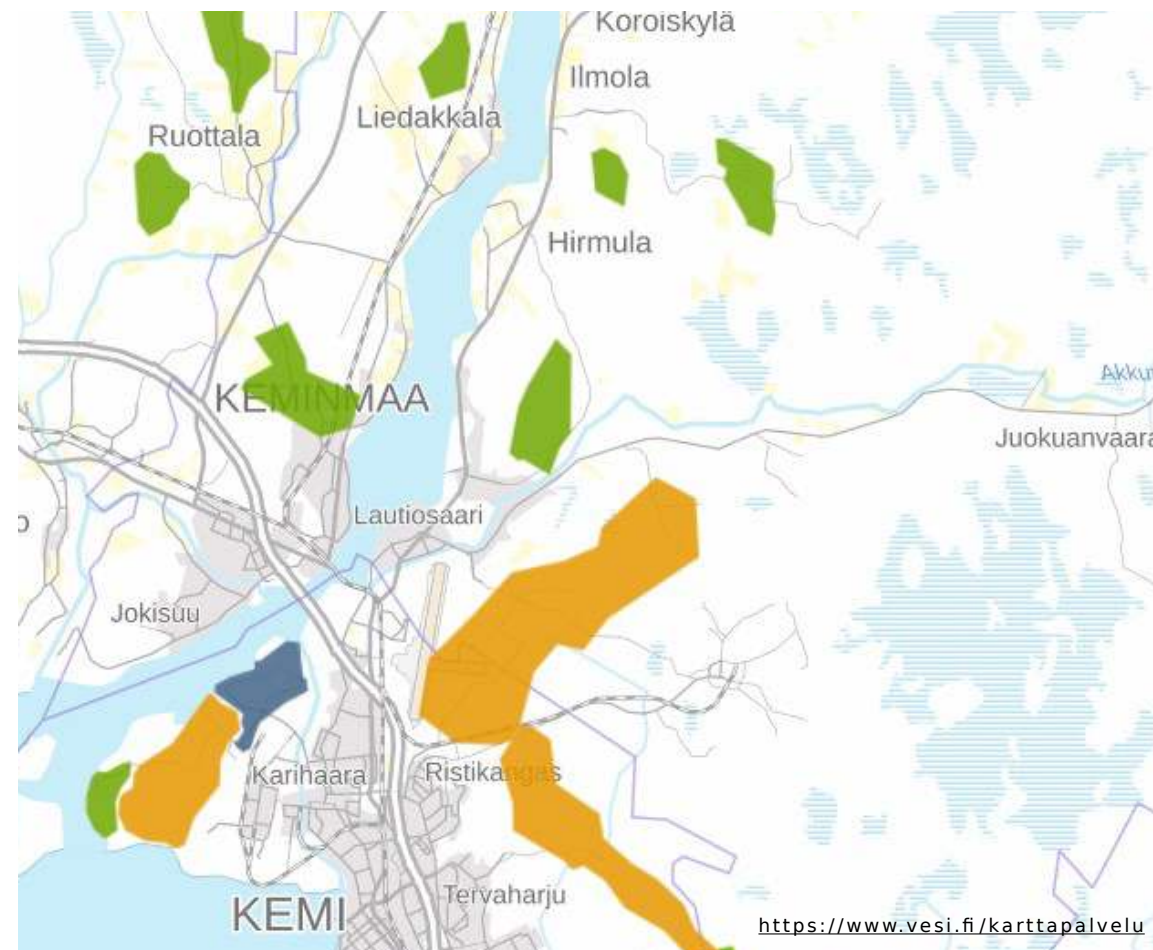 Koroiskylä
Ilmola
Liedakkala
Ruottala
Hirmula
KEMINMAA
Juokuanvaara
Lautiosaari
Jokisuu
Karihaara
Ristikangas
Tervaharju
KEMI
https://www.vesi.fi/karttapalvelu